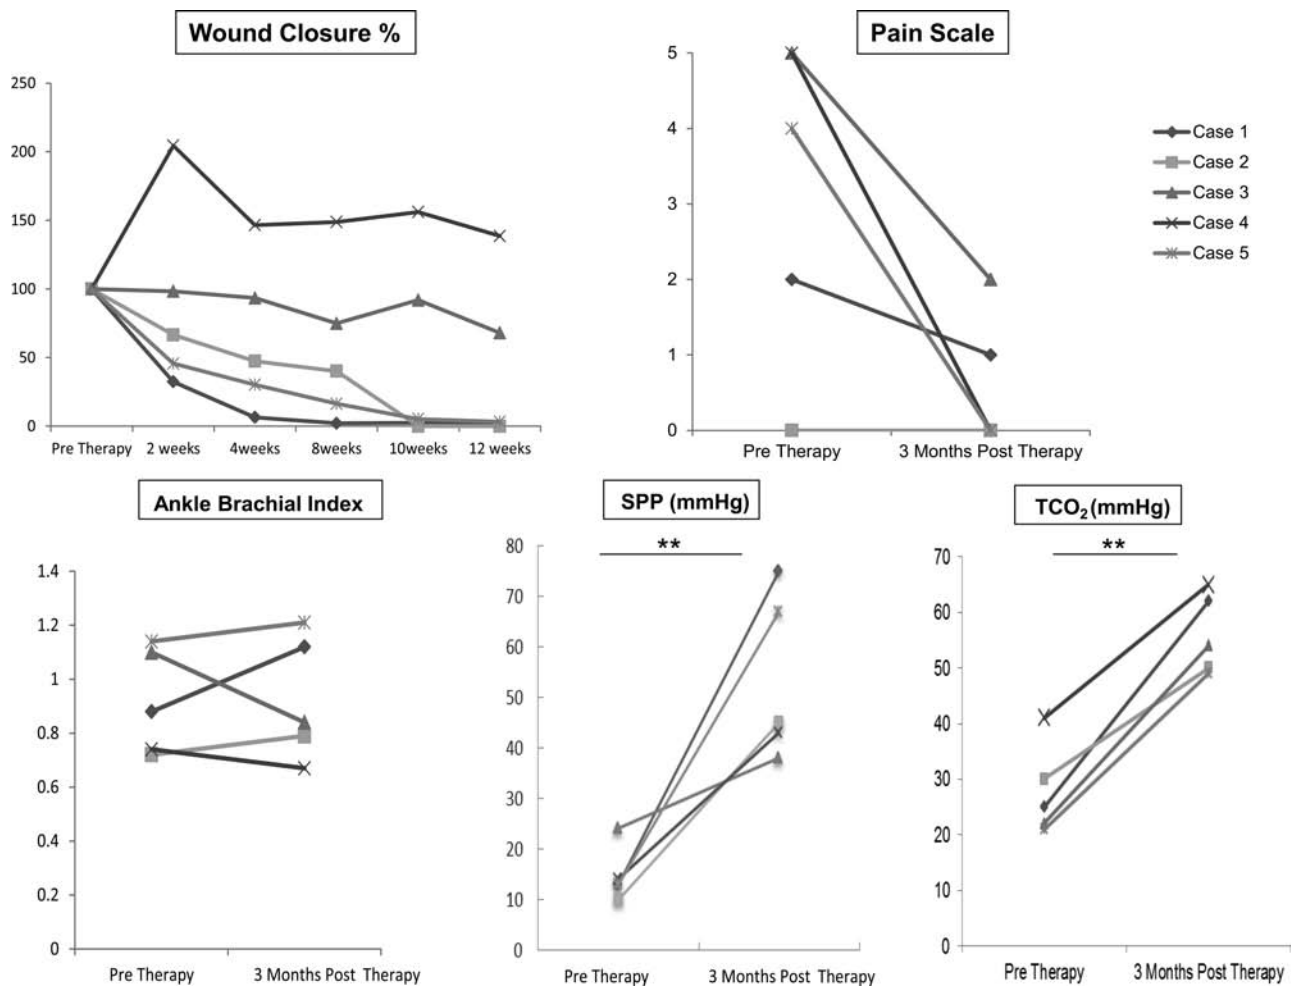 Wound Closure %
250
200
150
100
50
0
Pre Therapy 2 weeks 4weeks 8weeks 10weeks 12 weeks
Pain Scale
5
4
3
2
1
0
Pre Therapy 3 Months Post Therapy
Case 1
Case 2
Case 3
Case 4
Case 5
Ankle Brachial Index
1.4
1.2
1
0.8
0.6
0.4
0.2
0
Pre Therapy 3 Months Post Therapy
SPP (mmHg)
**
80
70
60
50
40
30
20
10
0
Pre Therapy 3 Months Post Therapy
TCO₂ (mmHg)
**
70
60
50
40
30
20
10
0
Pre Therapy 3 Months Post Therapy